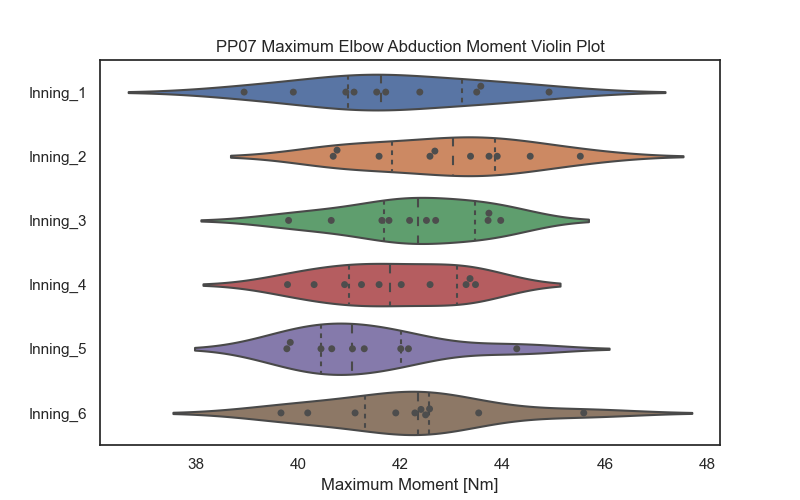 PP07 Maximum Elbow Abduction Moment Violin Plot
Inning_1
Inning_2
Inning_3
Inning_4
Inning_5
Inning_6
38 40 42 44 46 48
Maximum Moment [Nm]